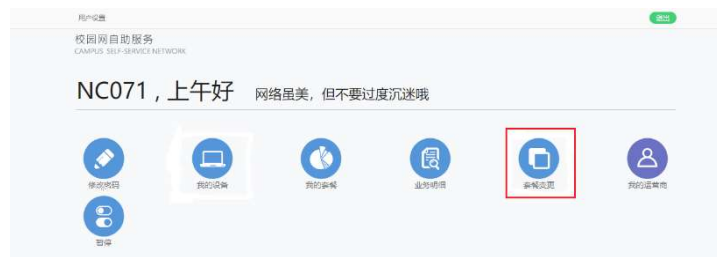 用户设置
退出
校园网自助服务
CAMPUS SELF-SERVICE NETWORK
NC071，上午好 网络虽美，但不要过度沉迷哦
修改密码 我的设备 我的套餐 业务明细 套餐变更 我的运营商
暂停